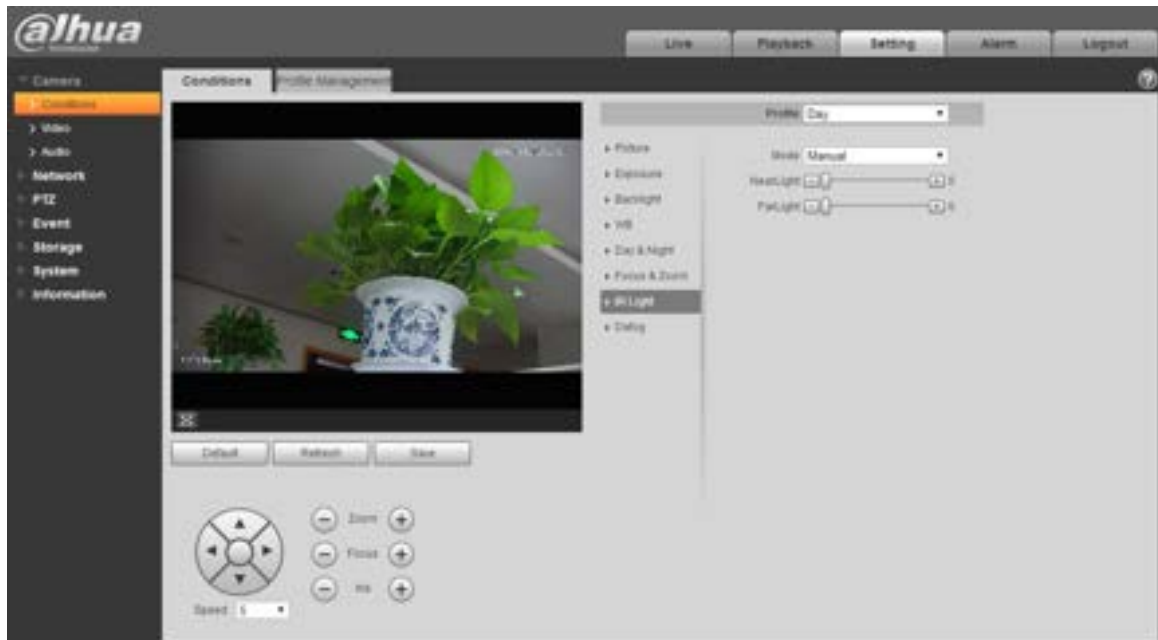 alhua
TECHNOLOGY
Live
Playback
Setting
Alarm
Logout
Camera
Conditions
Video
Audio
Network
PTZ
Event
Storage
System
Information
Conditions
Profile Management
Profile Day
Picture
Exposure
Backlight
WB
Day & Night
Focus & Zoom
IR Light
Defog
Mode Manual
NearLight
FarLight
Default
Refresh
Save
Zoom
Focus
Iris
Speed 5